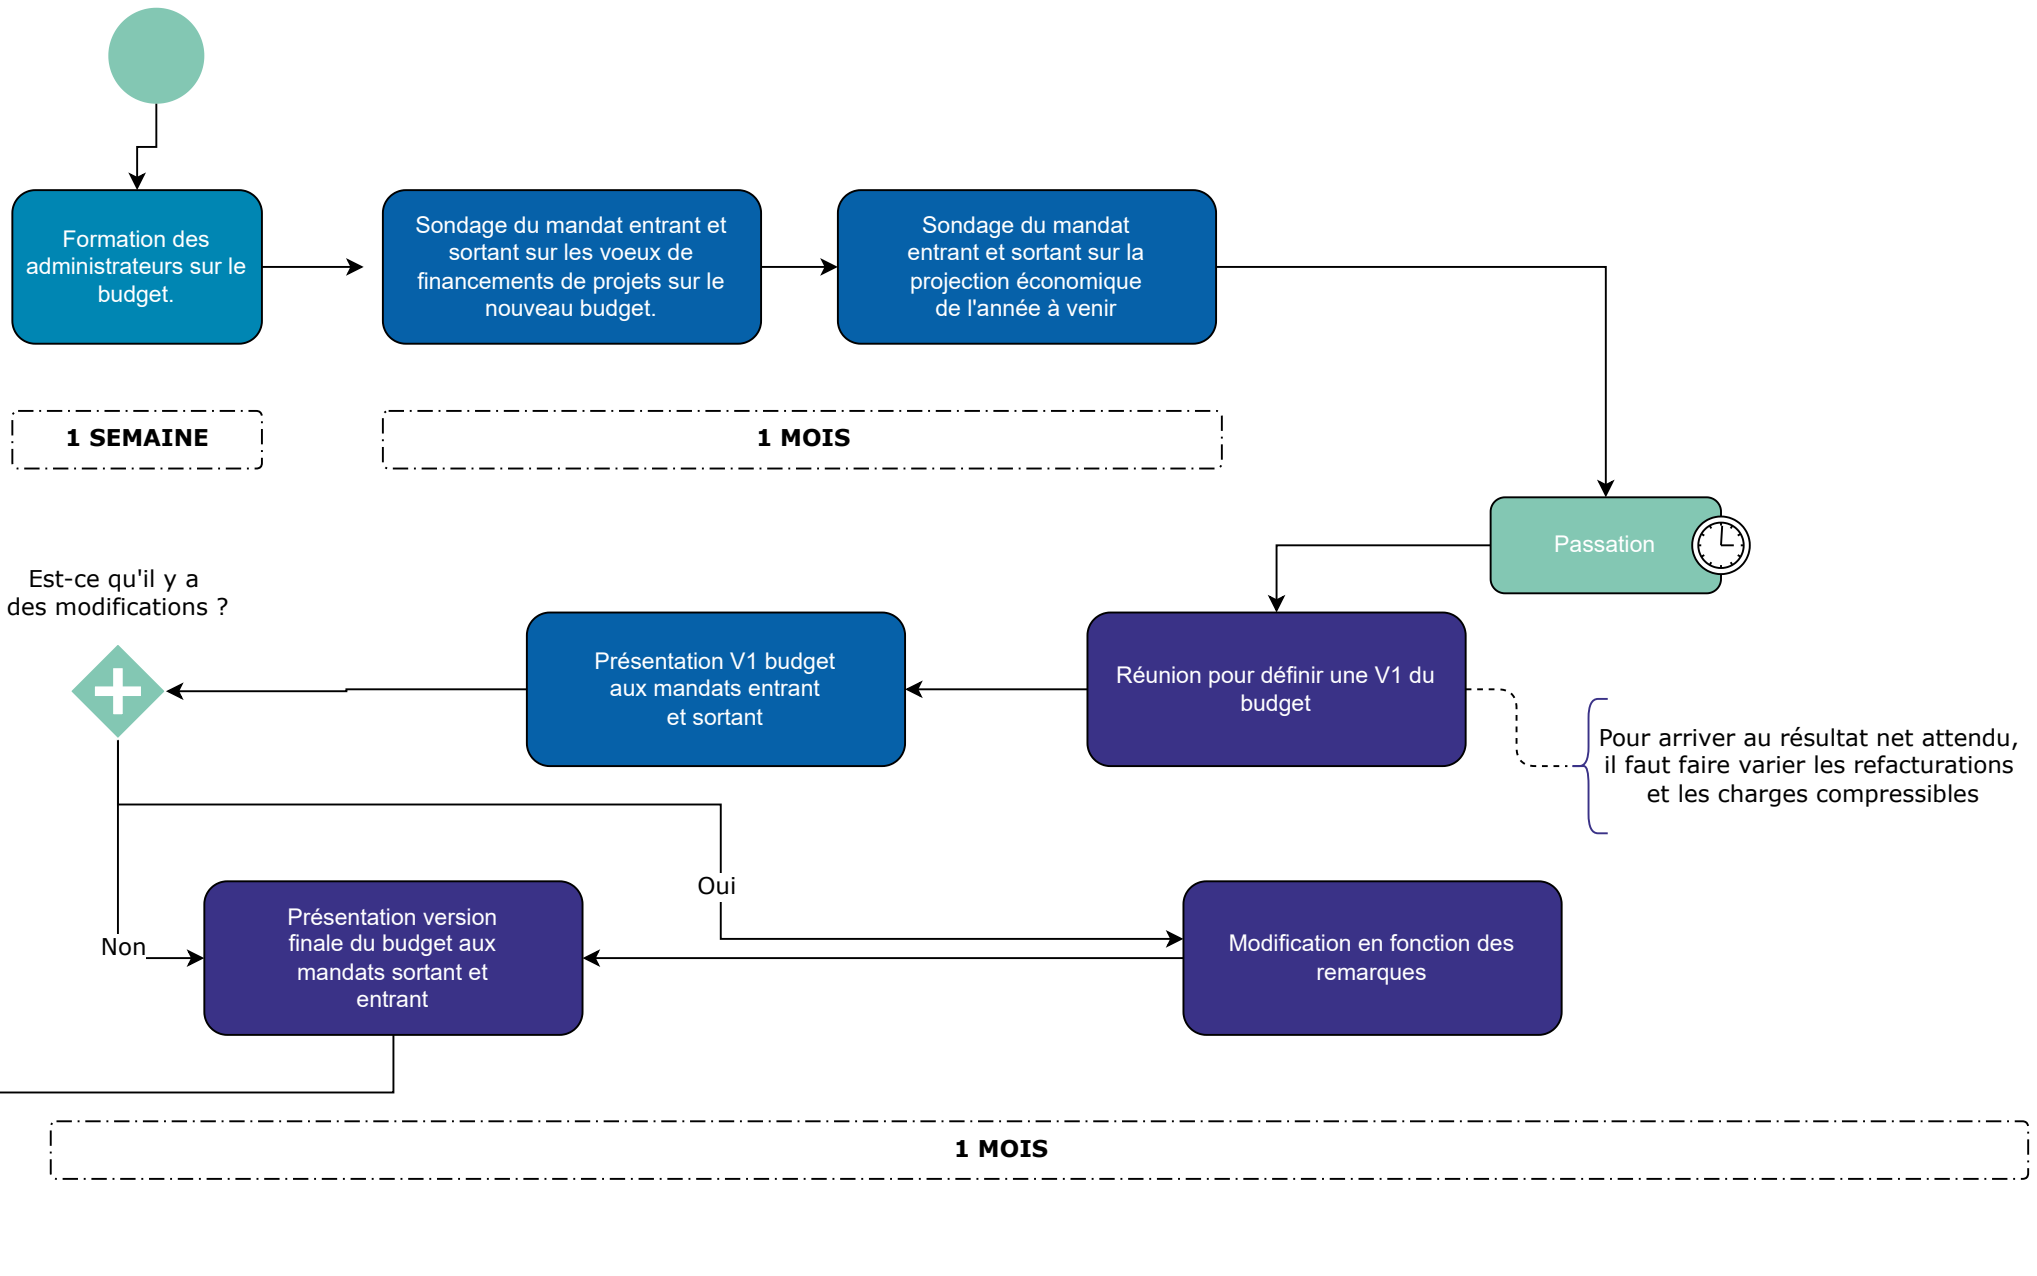 Formation des
administrateurs sur le
budget.
Sondage du mandat entrant et
sortant sur les voeux de
financements de projets sur le
nouveau budget.
Sondage du mandat
entrant et sortant sur la
projection économique
de l'année à venir
1 SEMAINE
1 MOIS
Passation
Est-ce qu'il y a
des modifications ?
Présentation V1 budget
aux mandats entrant
et sortant
Réunion pour définir une V1 du
budget
Pour arriver au résultat net attendu,
il faut faire varier les refacturations
et les charges compressibles
Oui
Non
Présentation version
finale du budget aux
mandats sortant et
entrant
Modification en fonction des
remarques
1 MOIS